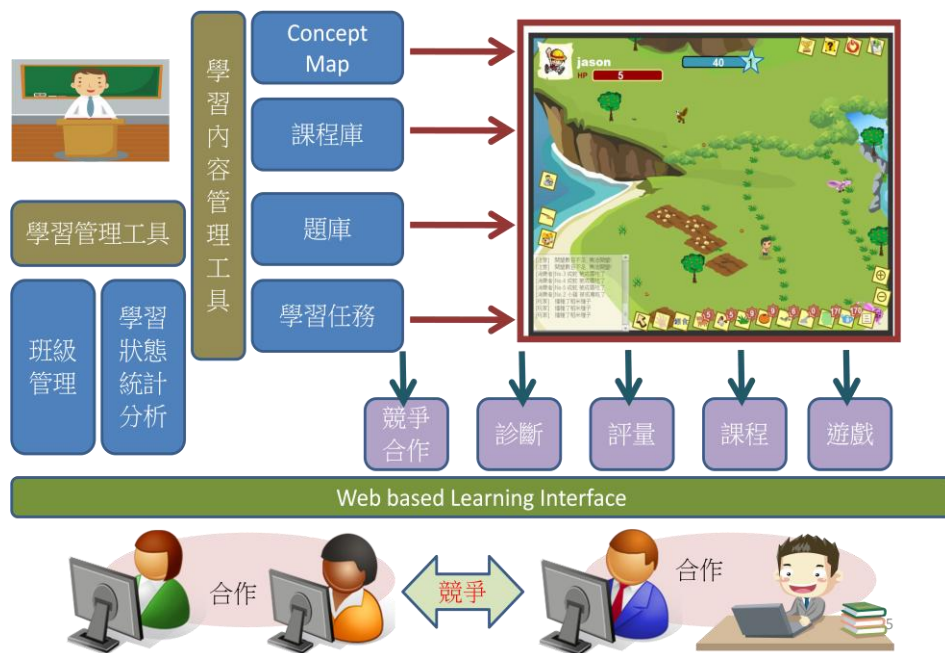 Concept
Map
學
習
內
容
管
理
工
具
課程庫
題庫
學習任務
學習管理工具
班級
管理
學習
狀態
統計
分析
jason
HP
5
40
競爭
合作
診斷
評量
課程
遊戲
Web based Learning Interface
合作
競爭
合作